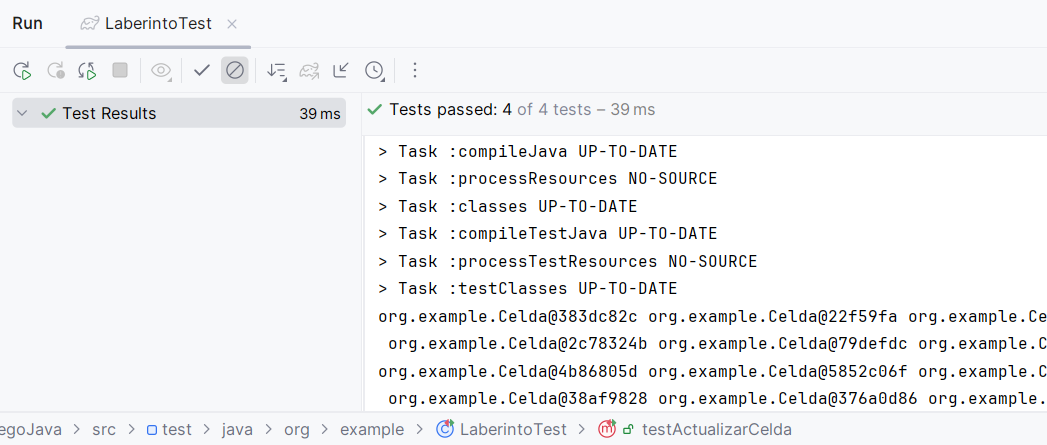 Run LaberintoTest
Test Results 39 ms
Tests passed: 4 of 4 tests – 39 ms
> Task :compileJava UP-TO-DATE
> Task :processResources NO-SOURCE
> Task :classes UP-TO-DATE
> Task :compileTestJava UP-TO-DATE
> Task :processTestResources NO-SOURCE
> Task :testClasses UP-TO-DATE
org.example.Celda@383dc82c org.example.Celda@22f59fa org.example.Ce
org.example.Celda@2c78324b org.example.Celda@79defdc org.example.C
org.example.Celda@4b86805d org.example.Celda@5852c06f org.example.C
org.example.Celda@38af9828 org.example.Celda@376a0d86 org.example.
egoJava > src > test > java > org > example > LaberintoTest > testActualizarCelda